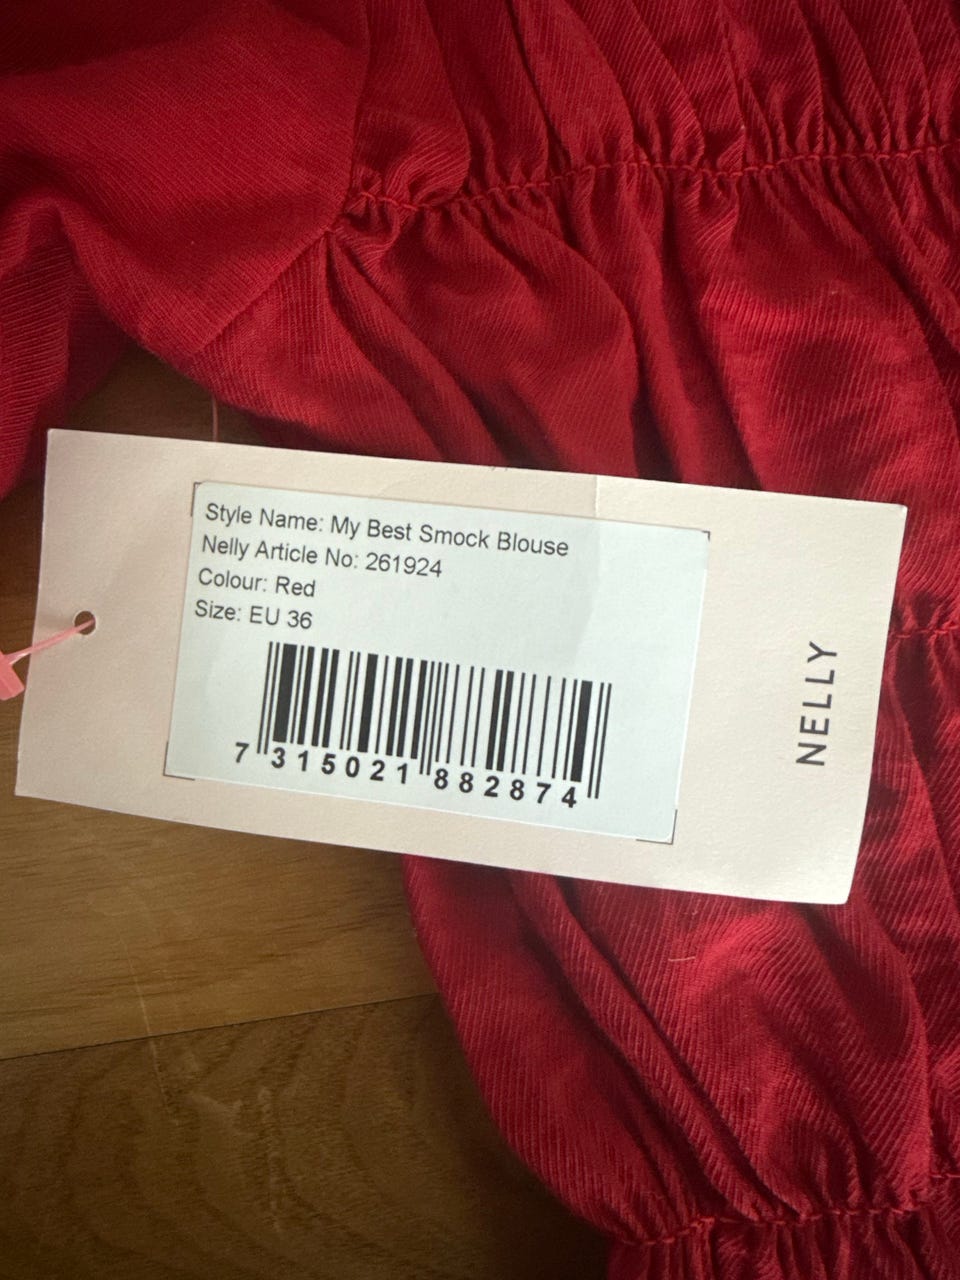 Style Name: My Best Smock Blouse
Nelly Article No: 261924
Colour: Red
Size: EU 36
7 315021 882874
NELLY